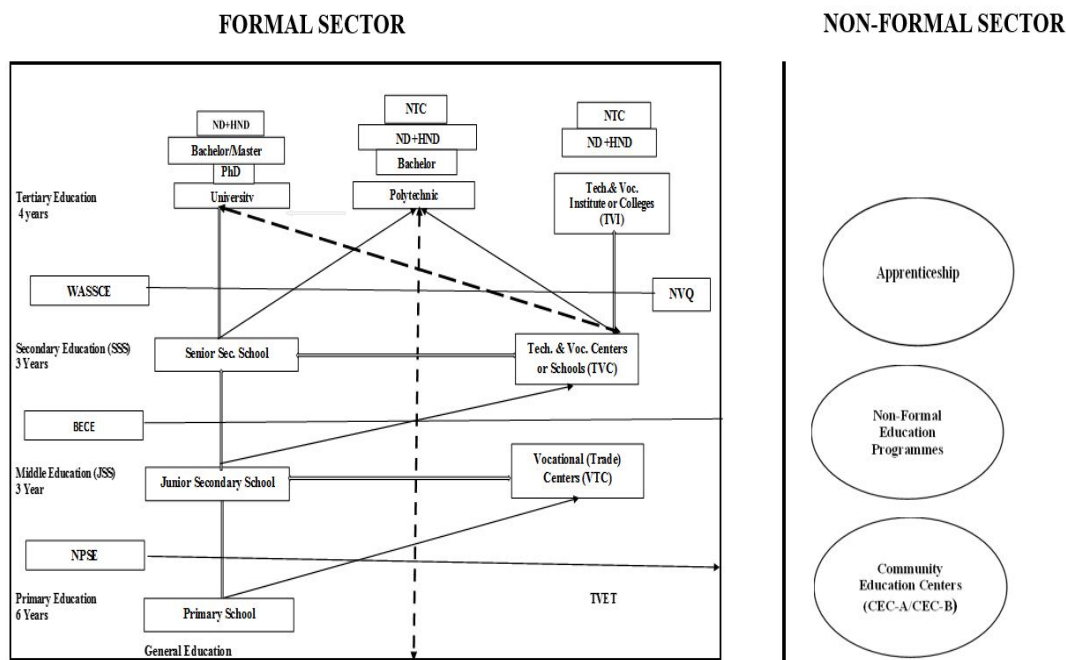 FORMAL SECTOR
NON-FORMAL SECTOR
ND+HND
Bachelor/Master
PhD
University
NTC
ND+HND
Bachelor
Polytechnic
NTC
ND+HND
Tech.& Voc.
Institute or Colleges
(TVI)
Tertiary Education
4 years
WASSCE
NVQ
Secondary Education (SSS)
3 Years
Senior Sec. School
Tech. & Voc. Centers
or Schools (TVC)
BECE
Middle Education (JSS)
3 Year
Junior Secondary School
Vocational (Trade)
Centers (VTC)
NPSE
Primary Education
6 Years
Primary School
TVET
General Education
Apprenticeship
Non-Formal
Education
Programmes
Community
Education Centers
(CEC-A/CEC-B)